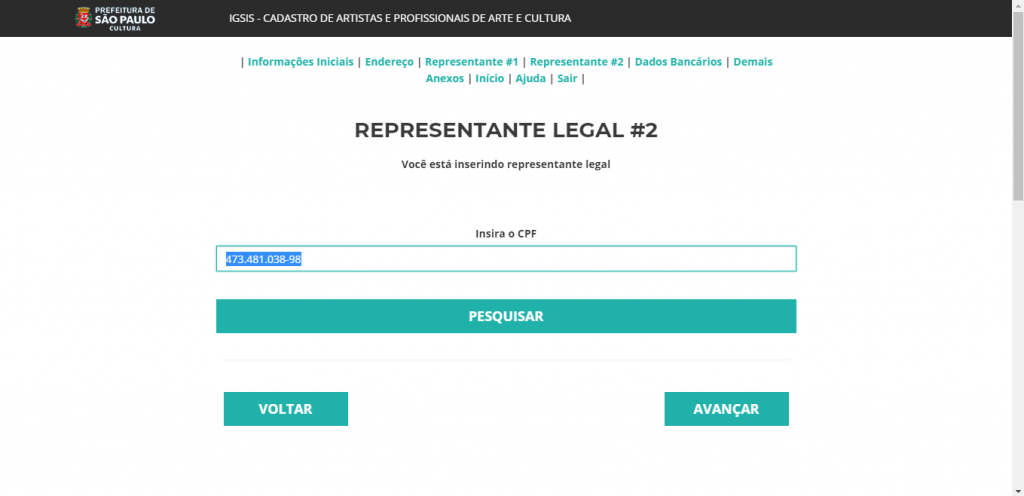 PREFEITURA DE
SÃO PAULO
CULTURA
IGSIS - CADASTRO DE ARTISTAS E PROFISSIONAIS DE ARTE E CULTURA
| Informações Iniciais | Endereço | Representante #1 | Representante #2 | Dados Bancários | Demais
Anexos | Início | Ajuda | Sair |
REPRESENTANTE LEGAL #2
Você está inserindo representante legal
Insira o CPF
473.481.038-98
PESQUISAR
VOLTAR
AVANÇAR